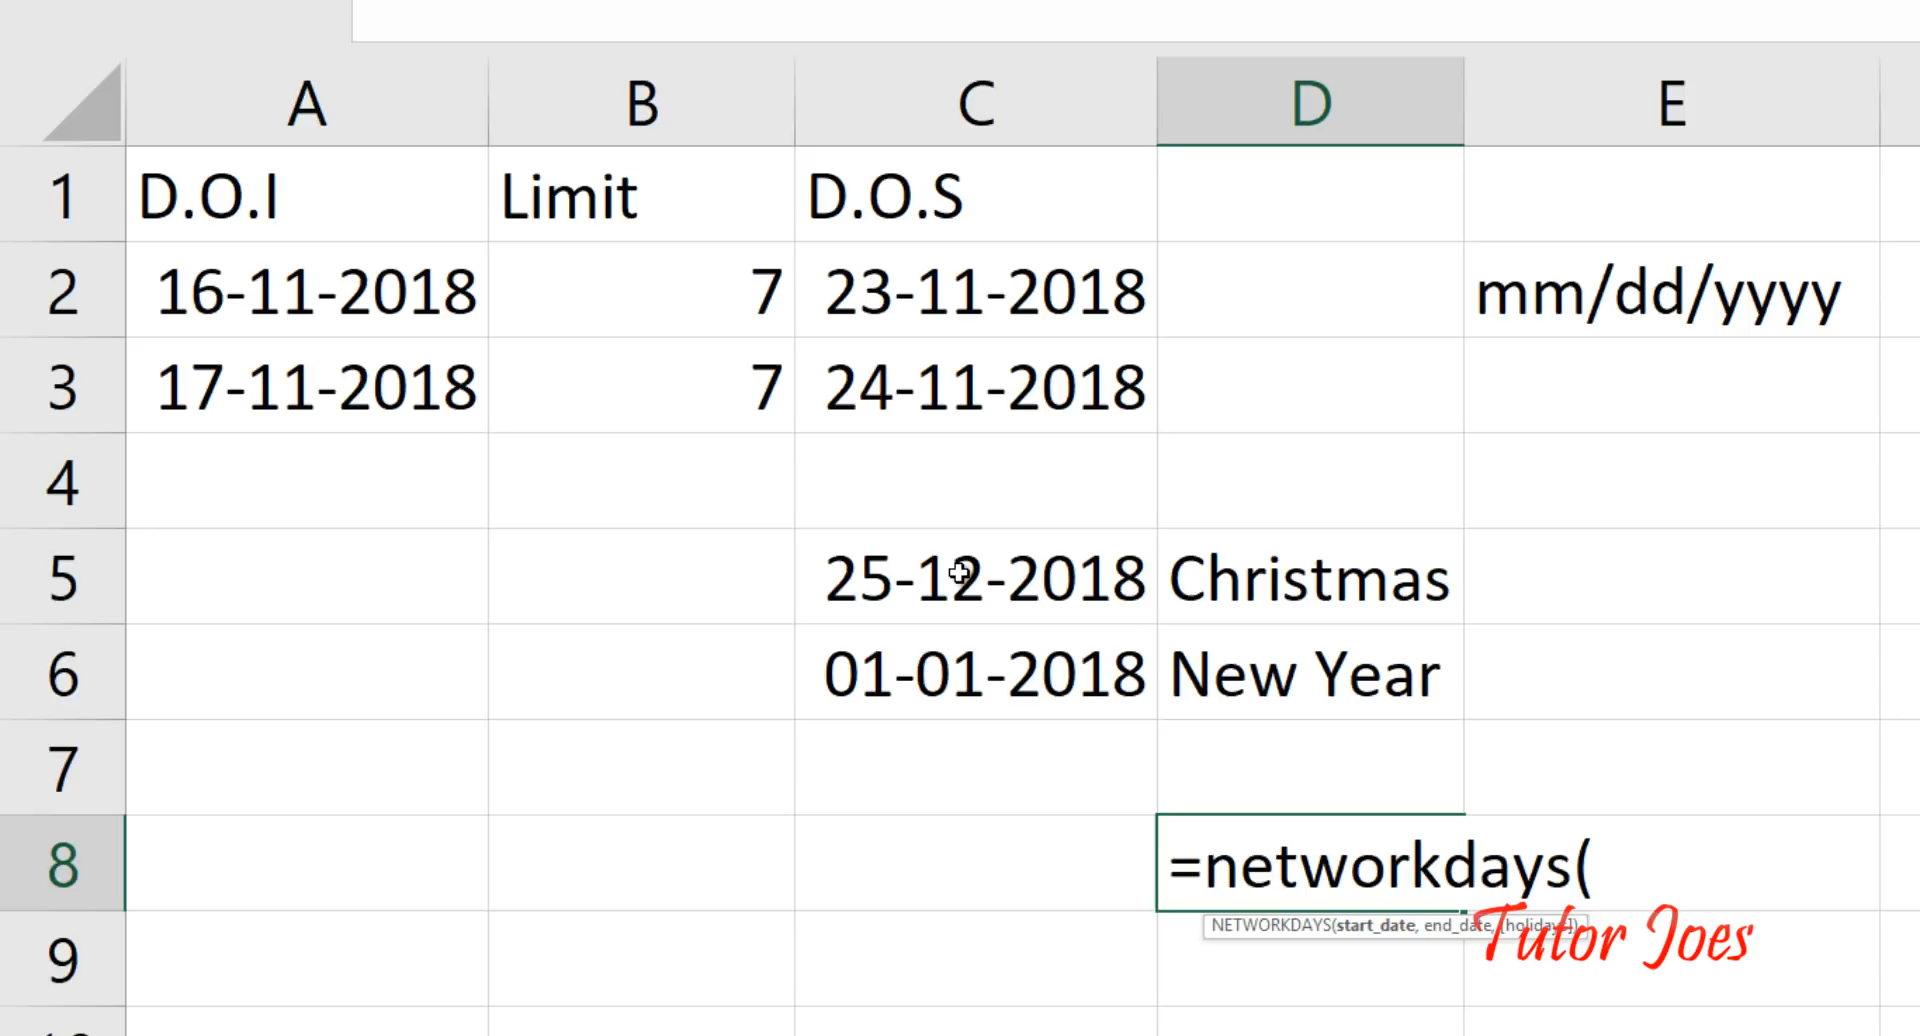 A B C D E
1 D.O.I Limit D.O.S
2 16-11-2018 7 23-11-2018 mm/dd/yyyy
3 17-11-2018 7 24-11-2018
4
5 25-12-2018 Christmas
6 01-01-2018 New Year
7
8 =networkdays(
NETWORKDAYS(start_date, end_date, [holidays])
Tutor Joes
9